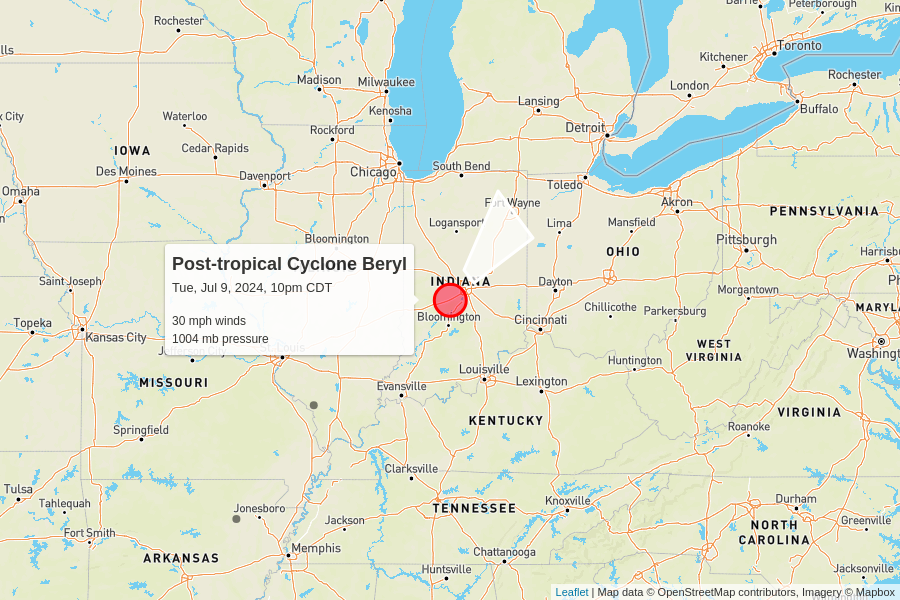 Barrie
Peterborough
Rochester
Toronto
Kitchener
Madison
Milwaukee
London
Rochester
Lansing
Kenosha
Buffalo
Waterloo
Rockford
Detroit
IOWA
Cedar Rapids
Chicago
South Bend
Des Moines
Davenport
Toledo
Omaha
Fort Wayne
Akron
PENNSYLVANIA
Logansport
Lima
Mansfield
Bloomington
Pittsburgh
OHIO
Harrisburg
Post-tropical Cyclone Beryl
Tue, Jul 9, 2024, 10pm CDT
30 mph winds
1004 mb pressure
INDIANA
Saint Joseph
Dayton
Morgantown
Chillicothe
Parkersburg
Topeka
Kansas City
Bloomington
Cincinnati
WEST
VIRGINIA
Jefferson City
St. Louis
Huntington
Washington
MISSOURI
Evansville
Louisville
Lexington
KENTUCKY
VIRGINIA
Springfield
Roanoke
Clarksville
Tulsa
Tahlequah
Jonesboro
TENNESSEE
Knoxville
Durham
Jackson
NORTH
CAROLINA
Greenville
Fort Smith
Memphis
Chattanooga
ARKANSAS
Huntsville
Jacksonville
Leaflet | Map data © OpenStreetMap contributors, Imagery © Mapbox